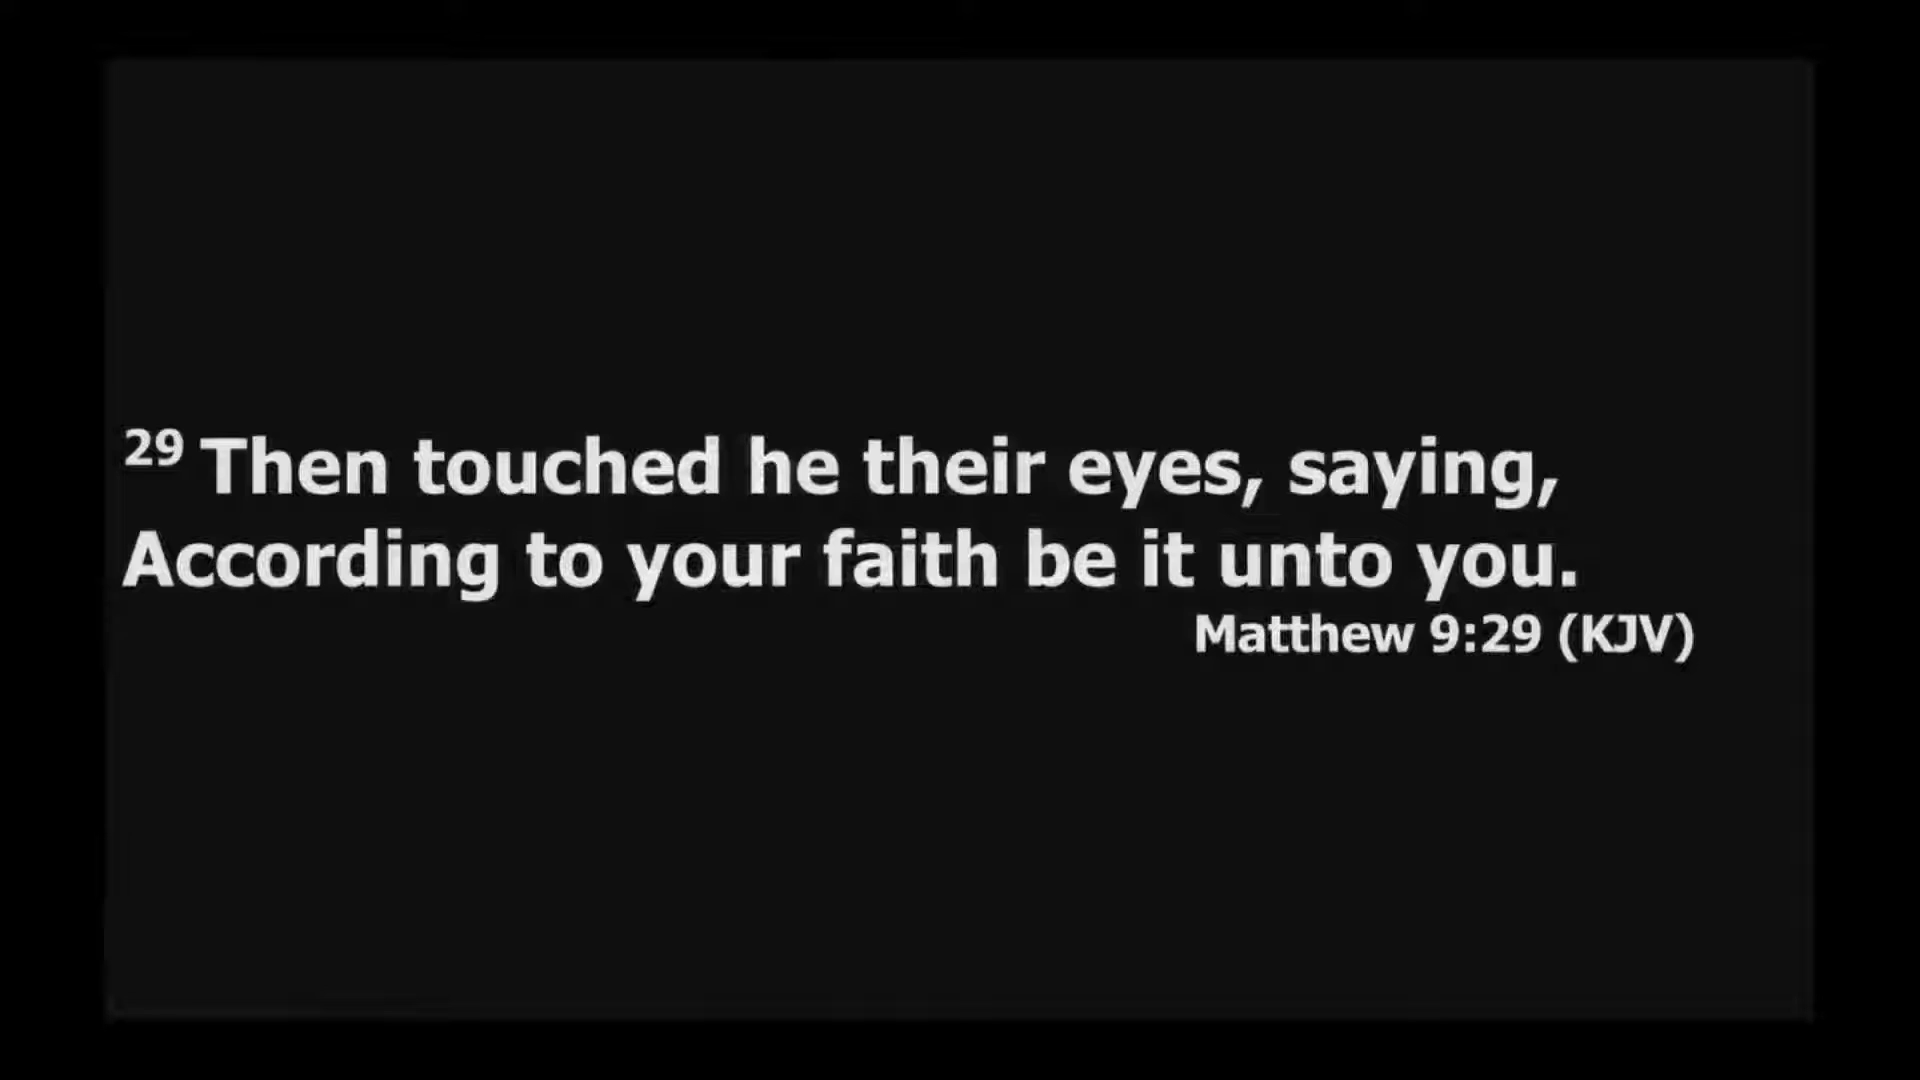 29 Then touched he their eyes, saying,
According to your faith be it unto you.
Matthew 9:29 (KJV)